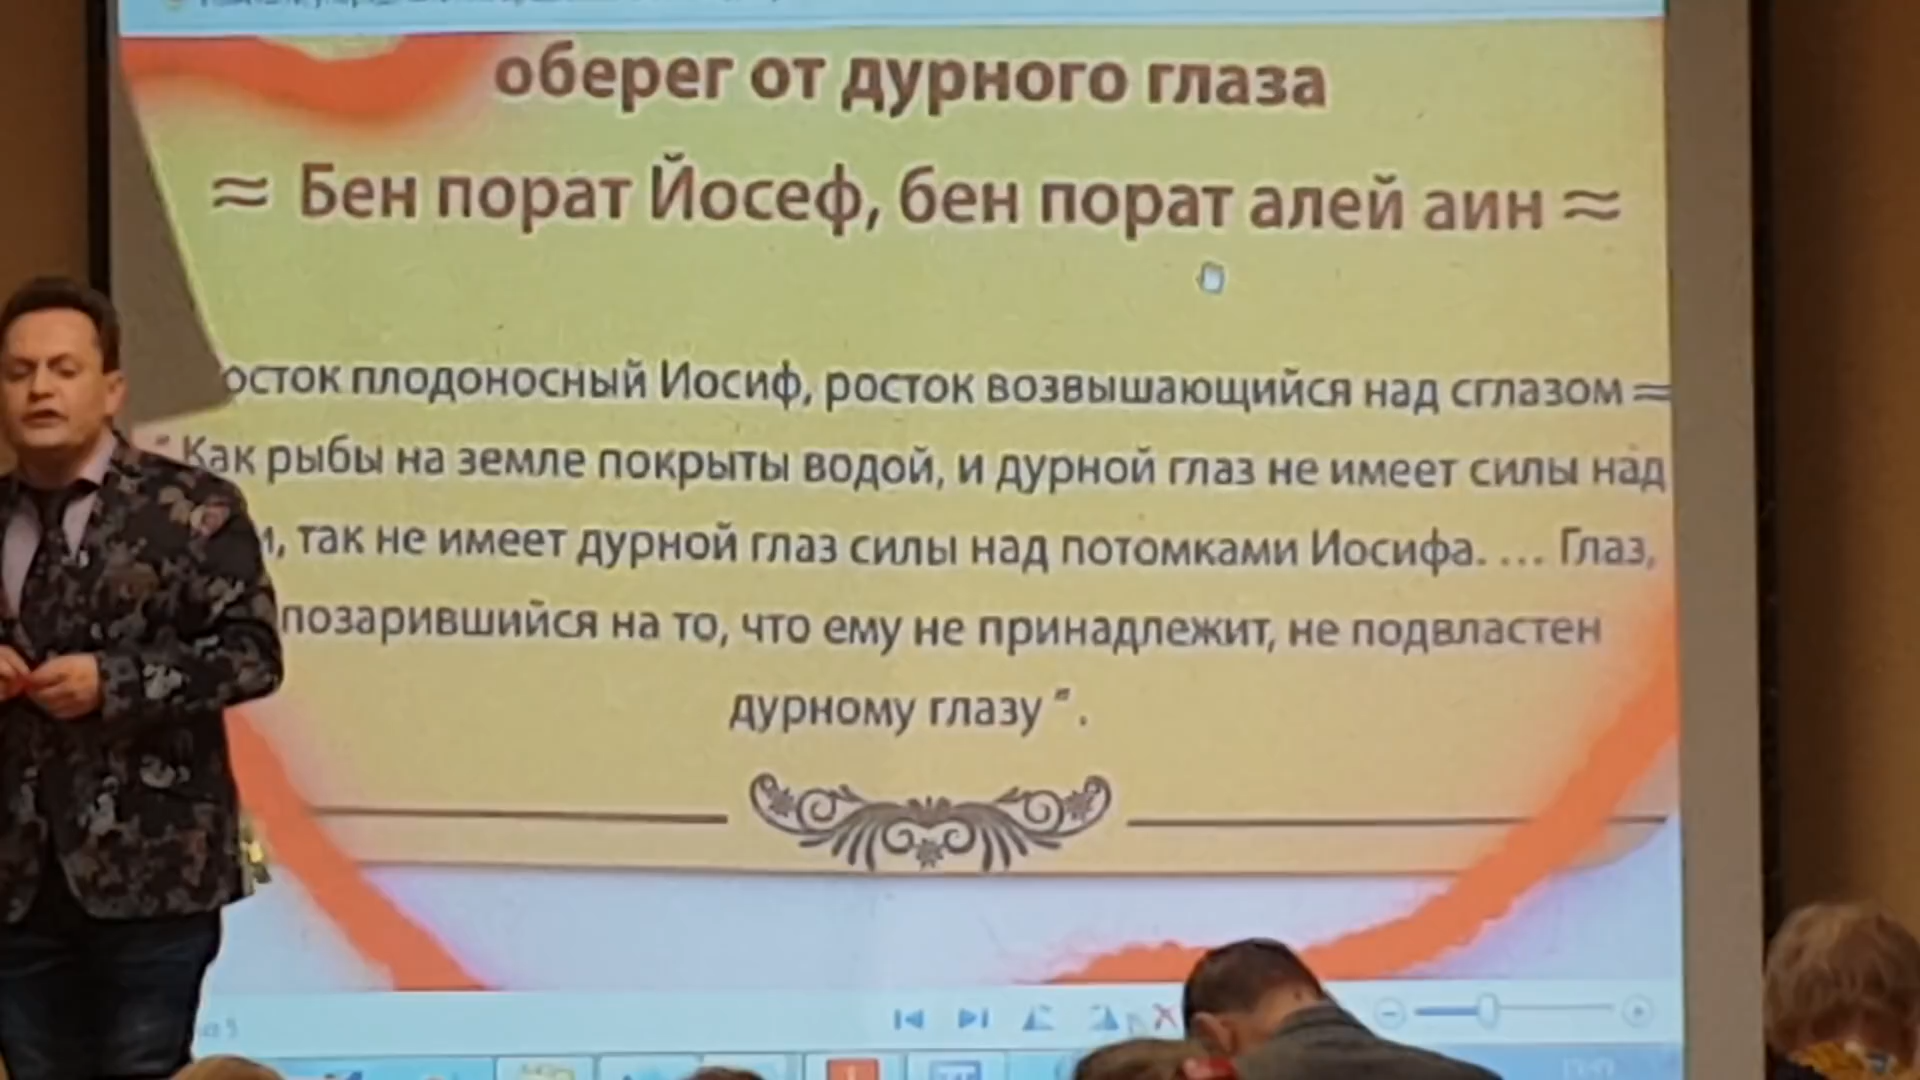 оберег от дурного глаза
≈ Бен порат Йосеф, бен порат алей аин ≈
осток плодоносный Иосиф, росток возвышающийся над сглазом ≈
" Как рыбы на земле покрыты водой, и дурной глаз не имеет силы над
и, так не имеет дурной глаз силы над потомками Иосифа. ... Глаз,
позарившийся на то, что ему не принадлежит, не подвластен
дурному глазу " .
из 5